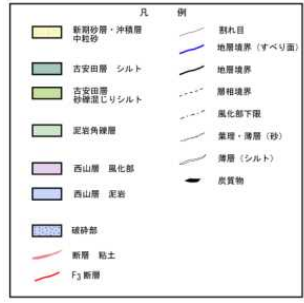 凡 例
新期砂層・沖積層
中粒砂
古安田層 シルト
古安田層
砂礫混じりシルト
泥岩角礫層
西山層 風化部
西山層 泥岩
破砕部
断層 粘土
F3 断層
割れ目
地層境界(すべり面)
地層境界
層相境界
風化部下限
葉理・薄層(砂)
薄層(シルト)
炭質物